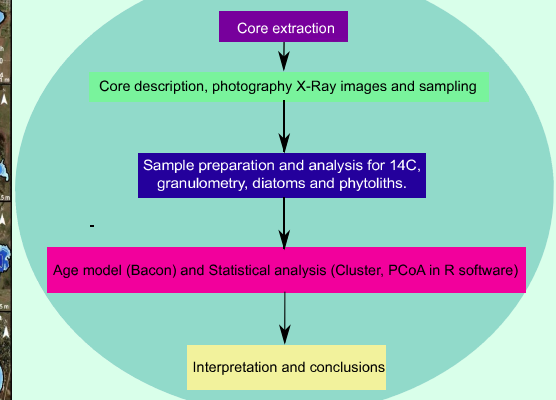 Core extraction
Core description, photography X-Ray images and sampling
Sample preparation and analysis for 14C,
granulometry, diatoms and phytoliths.
-
Age model (Bacon) and Statistical analysis (Cluster, PCoA in R software)
Interpretation and conclusions